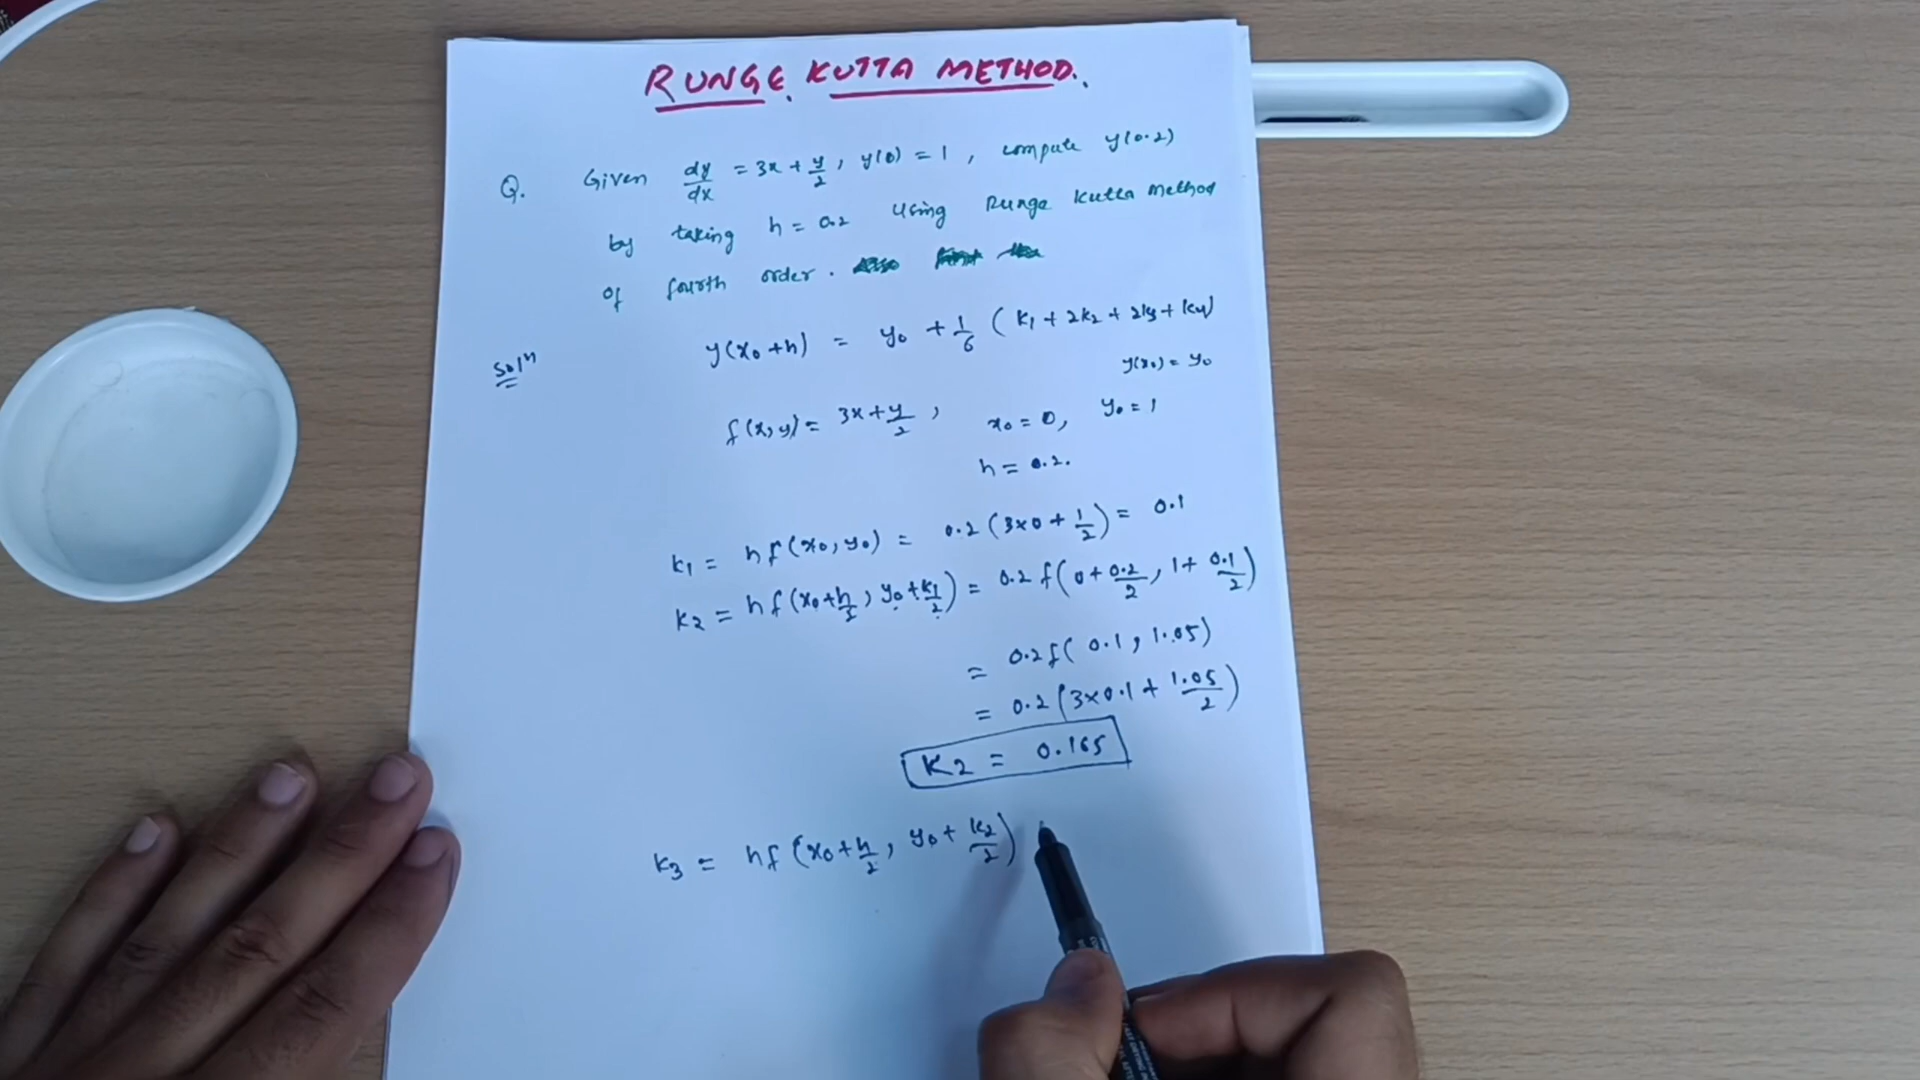 RUNGE KUTTA METHOD.
Q. Given dy/dx = 3x + y/2, y(0) = 1, compute y(0.2)
by taking h = 0.2 using Runge Kutta Method
of fourth order.
Solⁿ y(x₀+h) = y₀ + 1/6 (k₁ + 2k₂ + 2k₃ + k₄)
y(x₀) = y₀
f(x,y) = 3x + y/2, x₀ = 0, y₀ = 1
h = 0.2.
k₁ = hf(x₀, y₀) = 0.2 (3×0 + 1/2) = 0.1
k₂ = hf(x₀+h/2, y₀+k₁/2) = 0.2 f(0 + 0.2/2, 1 + 0.1/2)
= 0.2f(0.1, 1.05)
= 0.2 (3×0.1 + 1.05/2)
K₂ = 0.165
k₃ = hf(x₀+h/2, y₀+k₂/2)